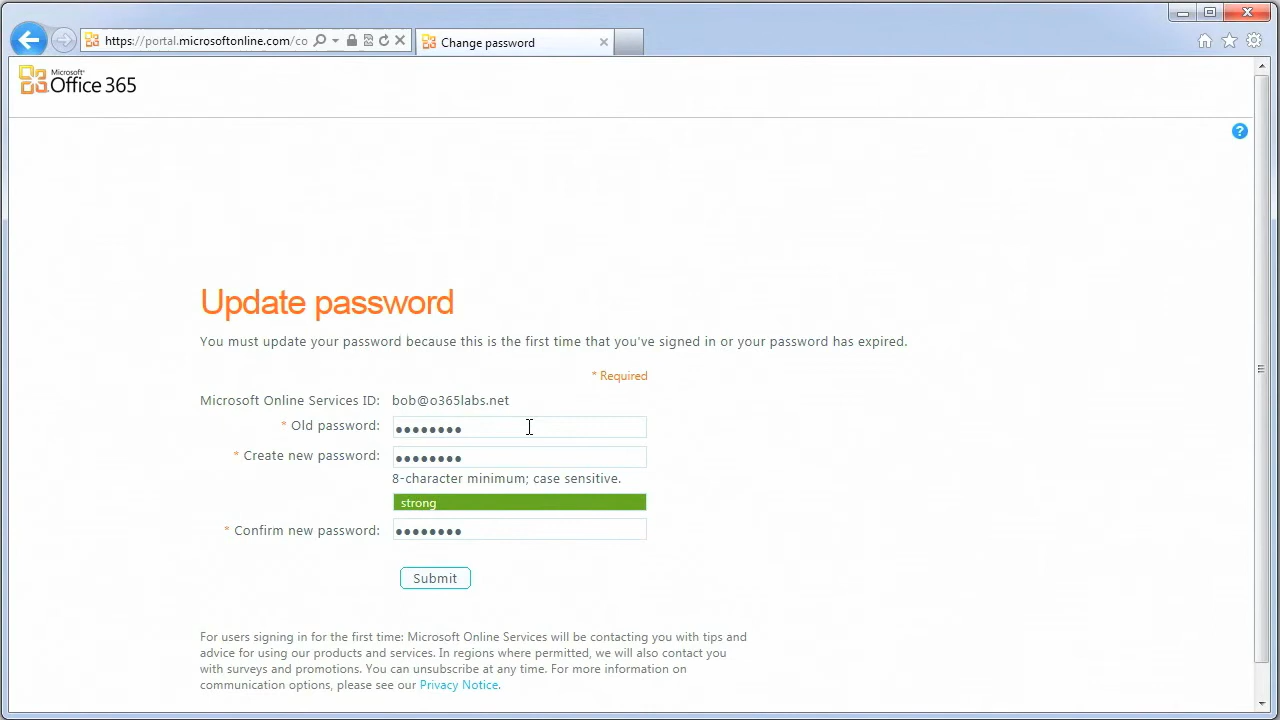 https://portal.microsoftonline.com/co
Change password
Microsoft®
Office 365
?
Update password
You must update your password because this is the first time that you've signed in or your password has expired.
* Required
Microsoft Online Services ID: bob@o365labs.net
* Old password: ●●●●●●●●
* Create new password: ●●●●●●●●
8-character minimum; case sensitive.
strong
* Confirm new password: ●●●●●●●●
Submit
For users signing in for the first time: Microsoft Online Services will be contacting you with tips and
advice for using our products and services. In regions where permitted, we will also contact you
with surveys and promotions. You can unsubscribe at any time. For more information on
communication options, please see our Privacy Notice.